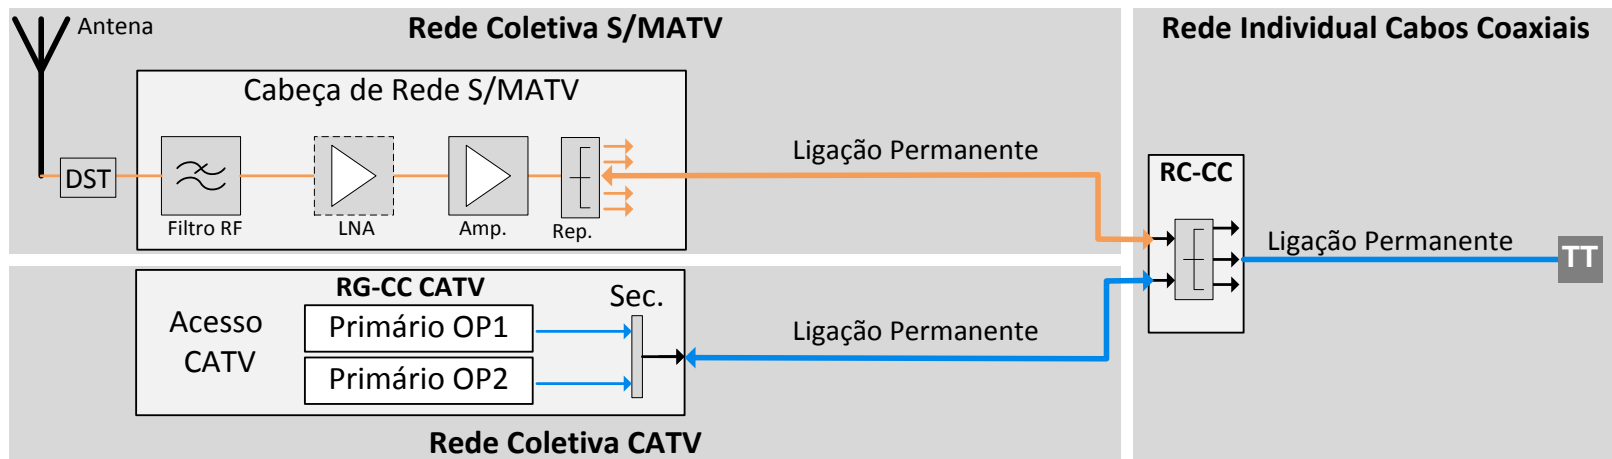 Antena
Rede Coletiva S/MATV
Rede Individual Cabos Coaxiais
Cabeça de Rede S/MATV
DST
Filtro RF
LNA
Amp.
Rep.
Ligação Permanente
RC-CC
Ligação Permanente
TT
RG-CC CATV
Sec.
Acesso
CATV
Primário OP1
Primário OP2
Ligação Permanente
Rede Coletiva CATV